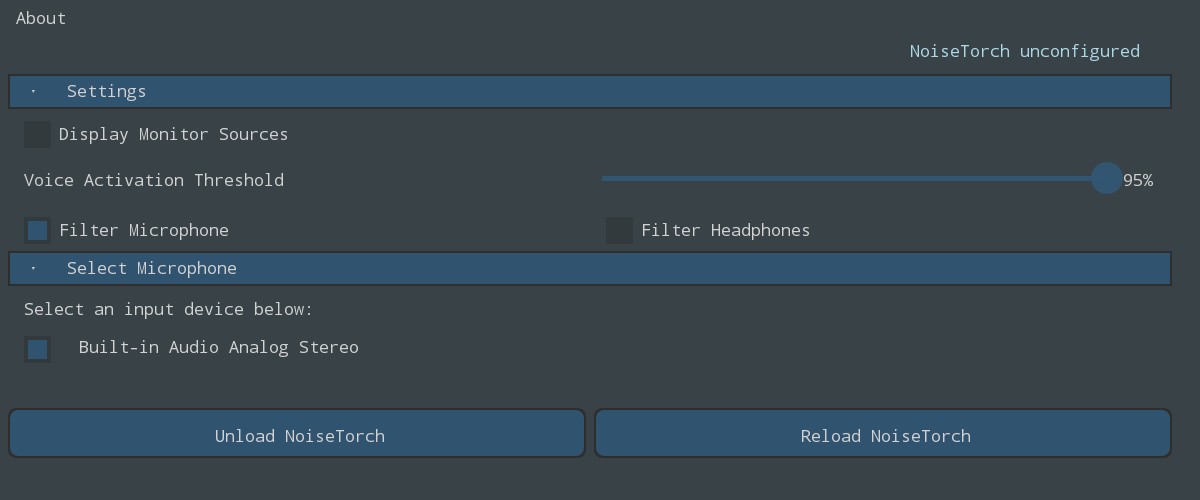 About
NoiseTorch unconfigured
Settings
Display Monitor Sources
Voice Activation Threshold 95%
Filter Microphone Filter Headphones
Select Microphone
Select an input device below:
Built-in Audio Analog Stereo
Unload NoiseTorch Reload NoiseTorch